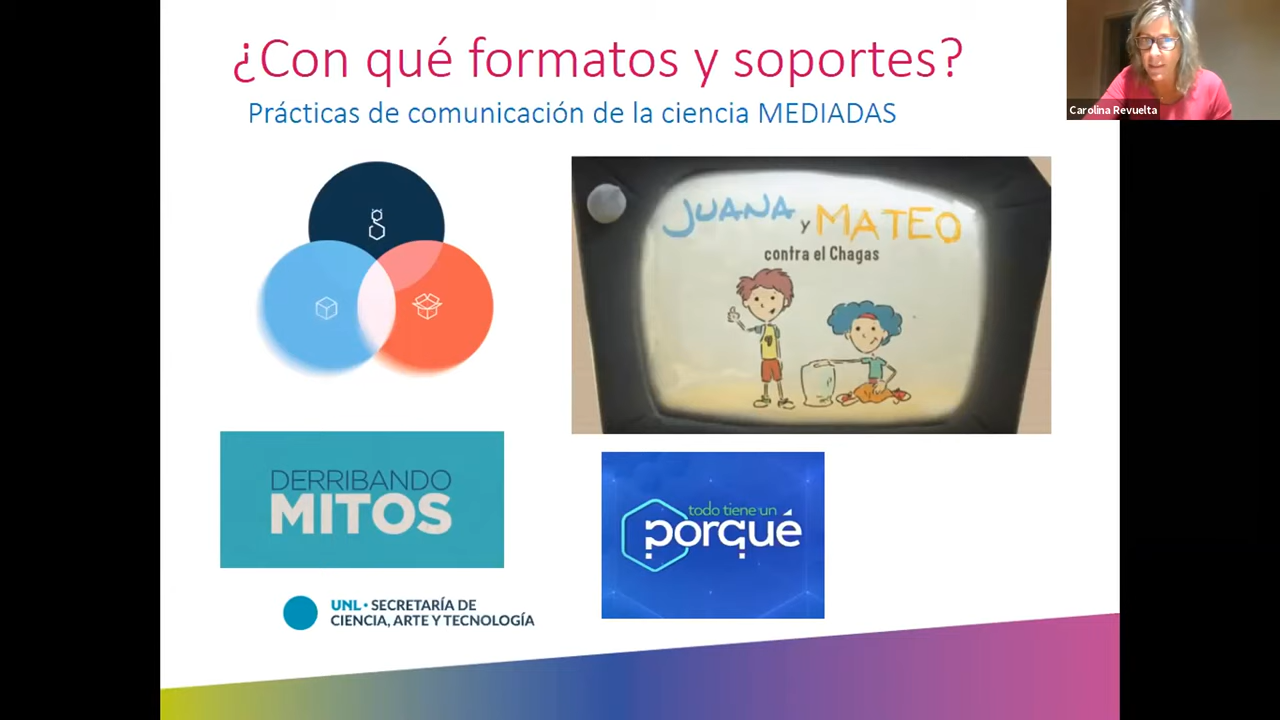 ¿Con qué formatos y soportes?
Prácticas de comunicación de la ciencia MEDIADAS
Carolina Revuelta
JUANA
y MATEO
contra el Chagas
DERRIBANDO
MITOS
todo tiene un
porqué
UNL• SECRETARÍA DE
CIENCIA, ARTE Y TECNOLOGÍA